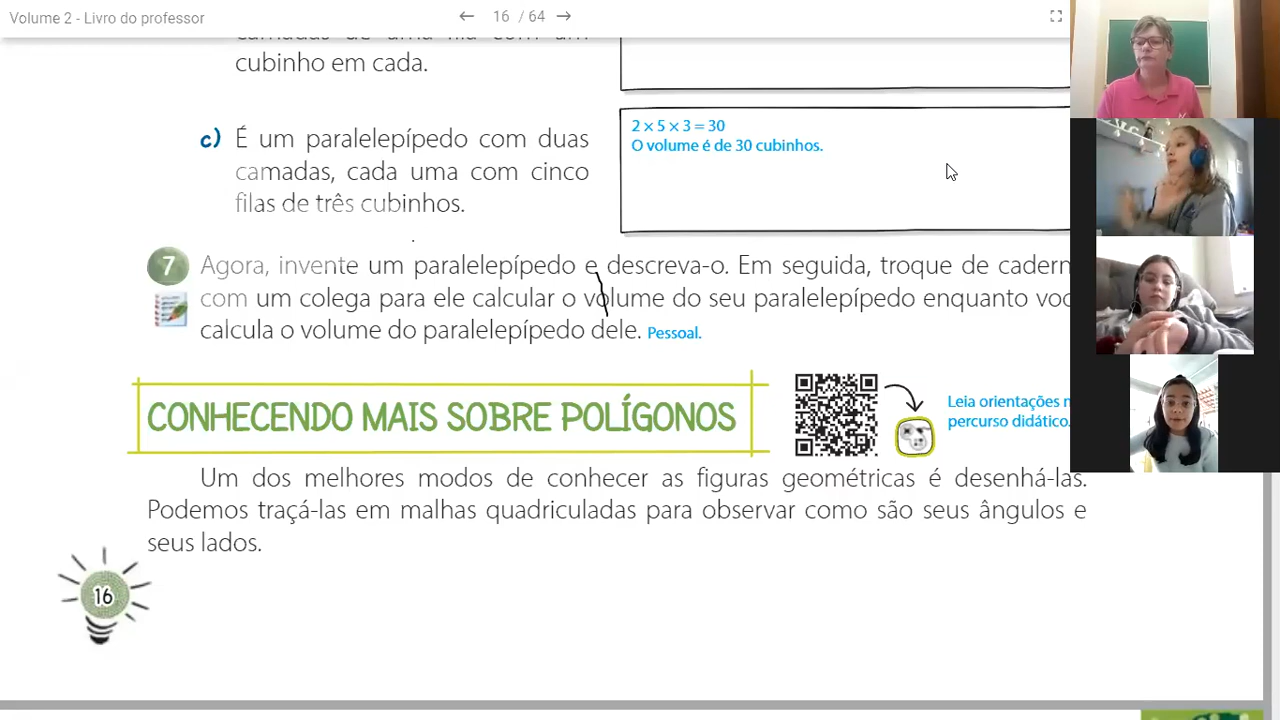 Volume 2 - Livro do professor
16 / 64
cubinho em cada.
2 × 5 × 3 = 30
O volume é de 30 cubinhos.
c) É um paralelepípedo com duas
camadas, cada uma com cinco
filas de três cubinhos.
7 Agora, invente um paralelepípedo e descreva-o. Em seguida, troque de cadern
com um colega para ele calcular o volume do seu paralelepípedo enquanto voc
calcula o volume do paralelepípedo dele. Pessoal.
CONHECENDO MAIS SOBRE POLÍGONOS
Leia orientações n
percurso didático.
Um dos melhores modos de conhecer as figuras geométricas é desenhá-las.
Podemos traçá-las em malhas quadriculadas para observar como são seus ângulos e
seus lados.
16